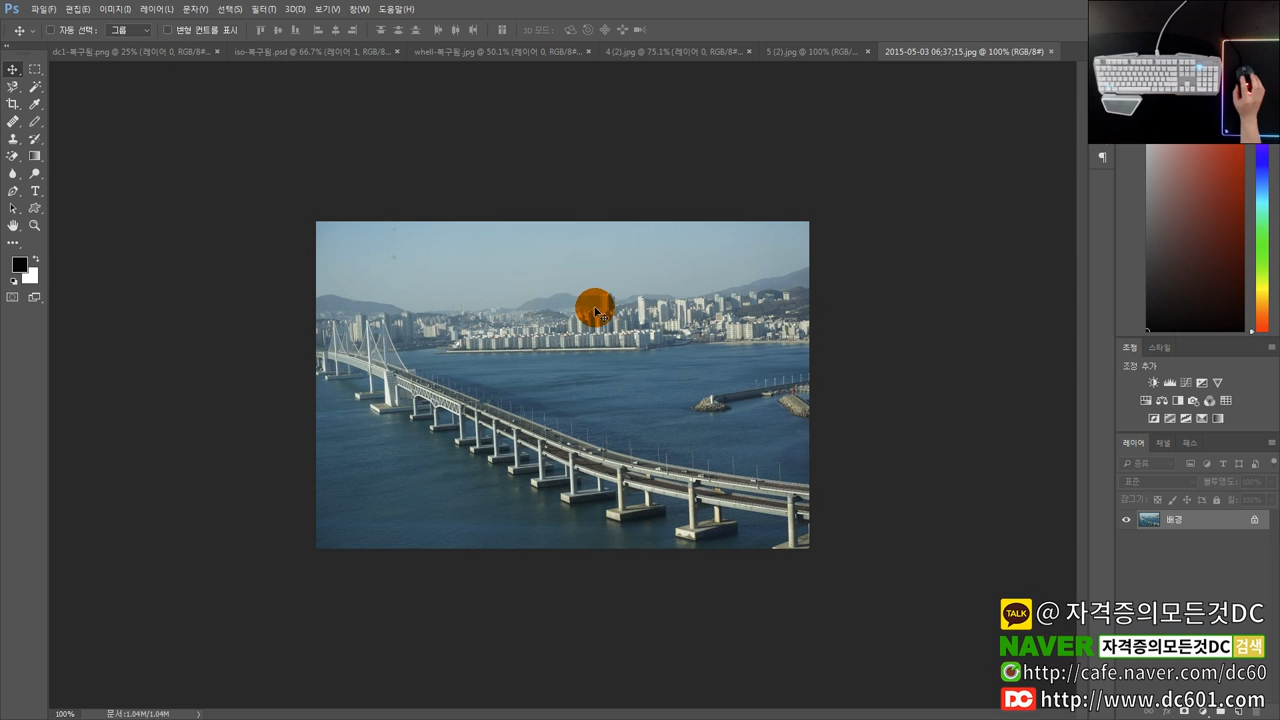 Ps 파일(F) 편집(E) 이미지(I) 레이어(L) 문자(Y) 선택(S) 필터(T) 3D(D) 보기(V) 창(W) 도움말(H)
자동 선택: 그룹 변형 컨트롤 표시 3D 모드:
dc1-복구됨.png @ 25% (레이어 0, RGB/8#... × iso-복구됨.psd @ 66.7% (레이어 1, RGB/8... × whell-복구됨.jpg @ 50.1% (레이어 0, RGB/8#... × 4 (2).jpg @ 75.1% (레이어 0, RGB/8#... × 5 (2).jpg @ 100% (RGB/... × 2015-05-03 06;37;15.jpg @ 100% (RGB/8#) ×
조정 스타일
조정 추가
레이어 채널 패스
종류
표준 불투명도: 100%
잠그기: 칠: 100%
배경
TALK @ 자격증의모든것DC
NAVER 자격증의모든것DC 검색
http://cafe.naver.com/dc60
DC http://www.dc601.com
100% 문서:1.04M/1.04M